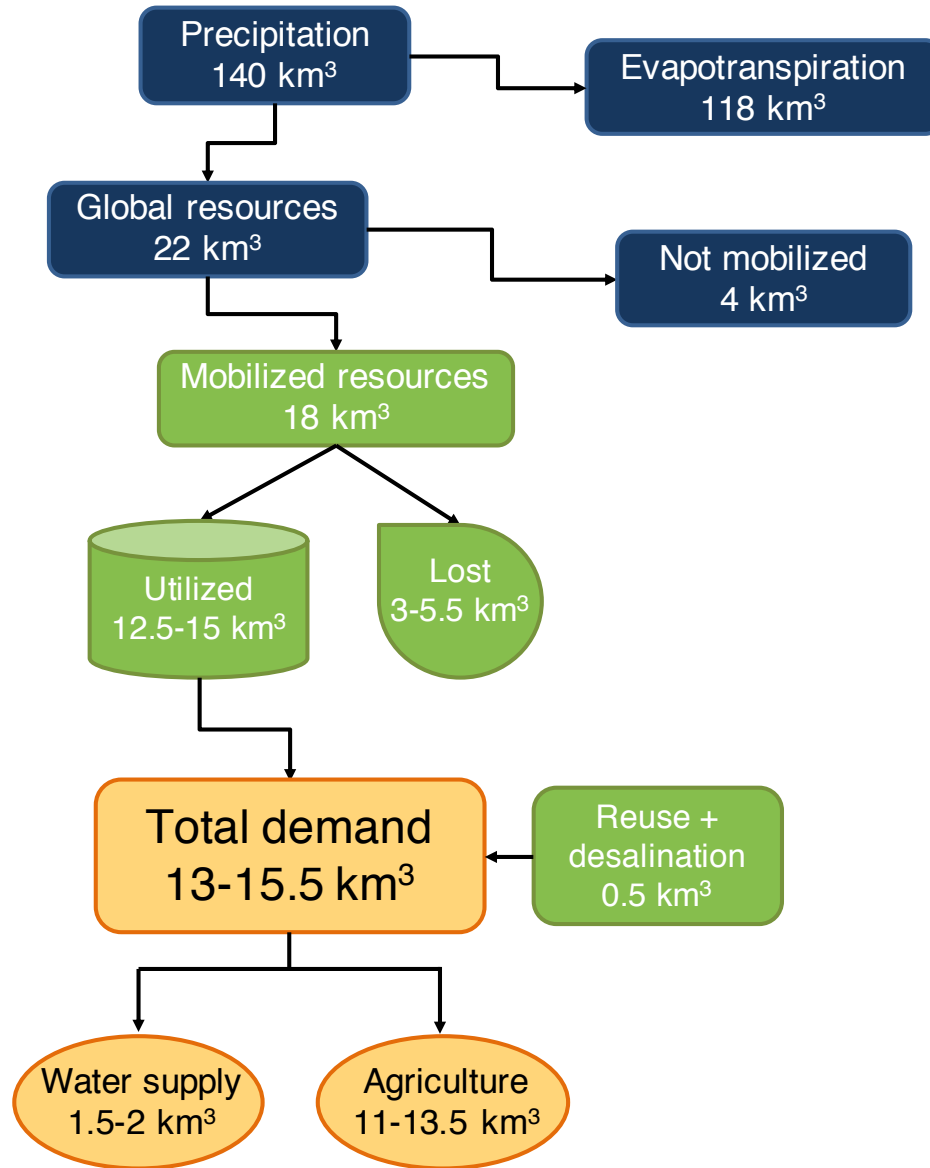 Precipitation
140 km³
Evapotranspiration
118 km³
Global resources
22 km³
Not mobilized
4 km³
Mobilized resources
18 km³
Utilized
12.5-15 km³
Lost
3-5.5 km³
Total demand
13-15.5 km³
Reuse +
desalination
0.5 km³
Water supply
1.5-2 km³
Agriculture
11-13.5 km³